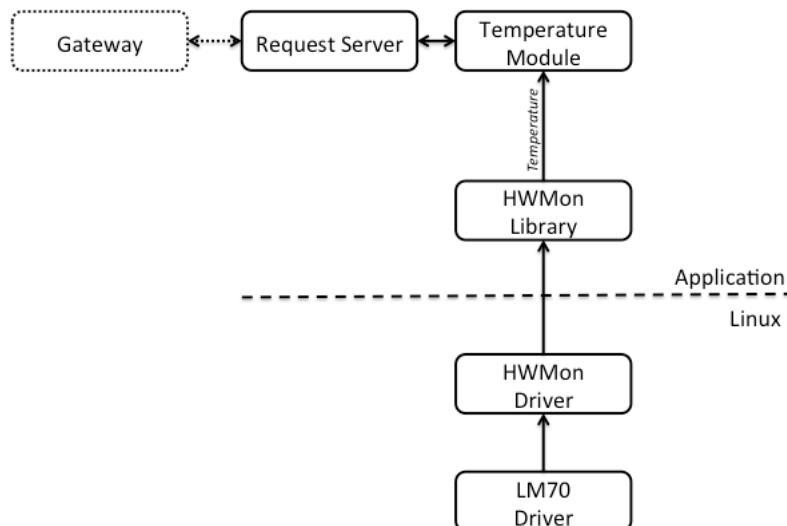 Gateway
Request Server
Temperature
Module
Temperature
HWMon
Library
Application
Linux
HWMon
Driver
LM70
Driver